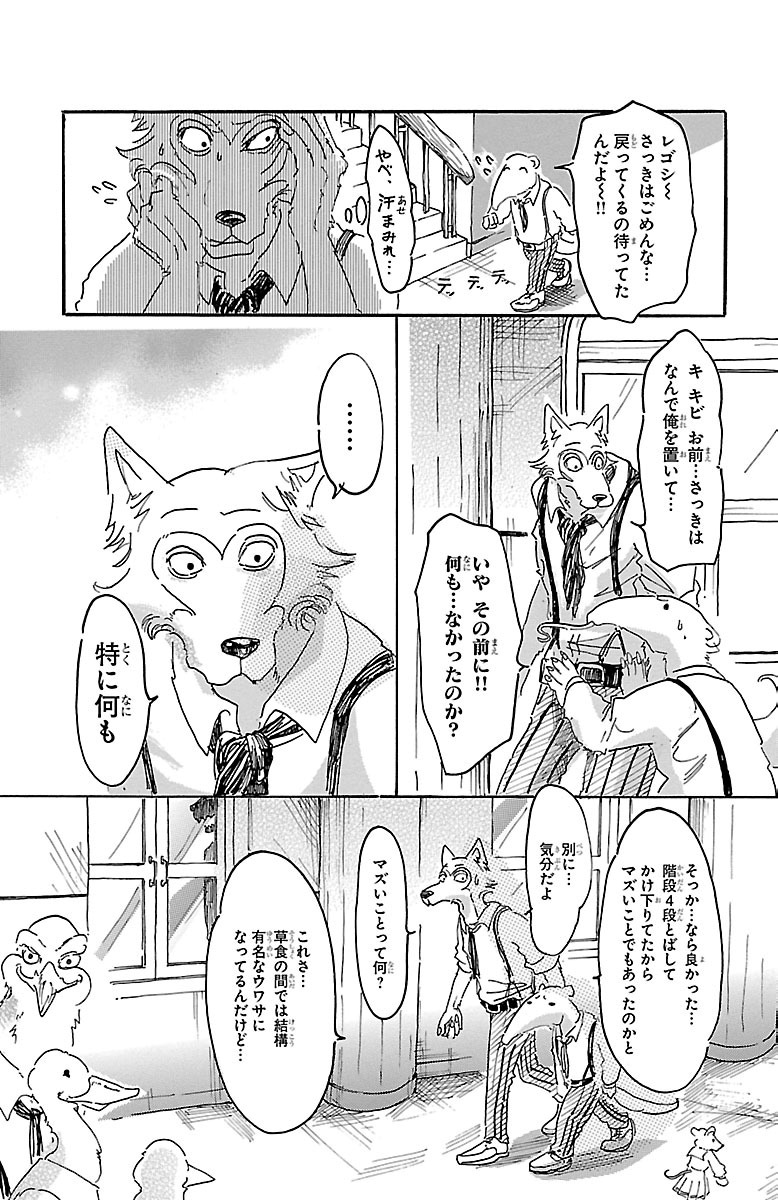 レゴシ〜
さっきはごめんな…
戻ってくるの待ってた
んだよ〜!!
デデデ
やべ、
汗まみれ…
キ キビ お前…さっきは
なんで俺を置いて…
いや その前に!!
何も…なかったのか?
……
特に何も
そっか…なら良かった…
階段4段とばして
かけ下りてたから
マズいことでもあったのかと
別に…
気分だよ
マズいことって何?
これさ…
草食の間では結構
有名なウワサに
なってるんだけど…